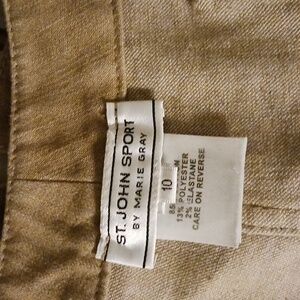 ST. JOHN SPORT
BY MARIE GRAY
10
13% POLYESTER
2% ELASTANE
CARE ON REVERSE